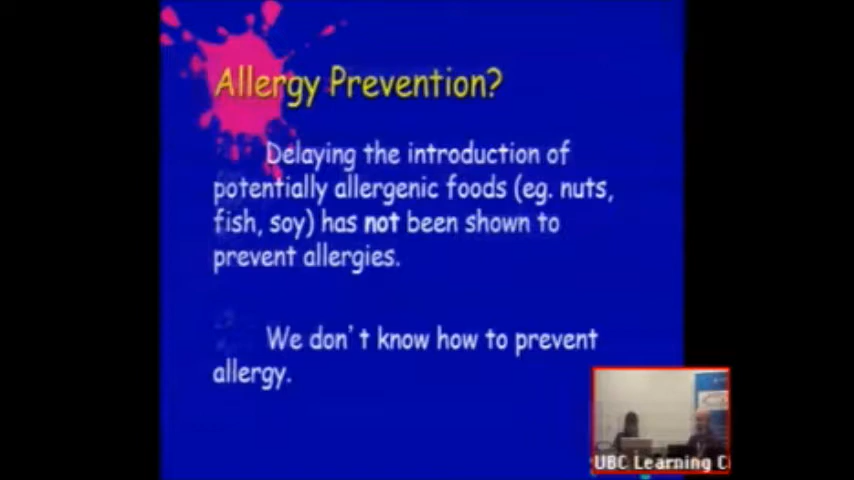 Allergy Prevention?
Delaying the introduction of
potentially allergenic foods (eg. nuts,
fish, soy) has not been shown to
prevent allergies.
We don't know how to prevent
allergy.
UBC Learning